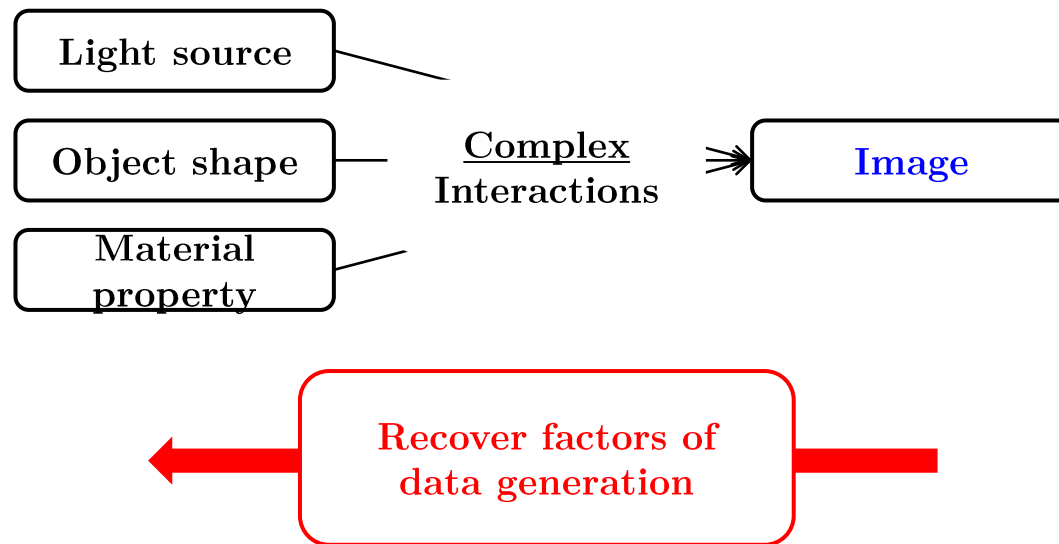 Light source
Object shape
Material
property
Complex
Interactions
Image
Recover factors of
data generation